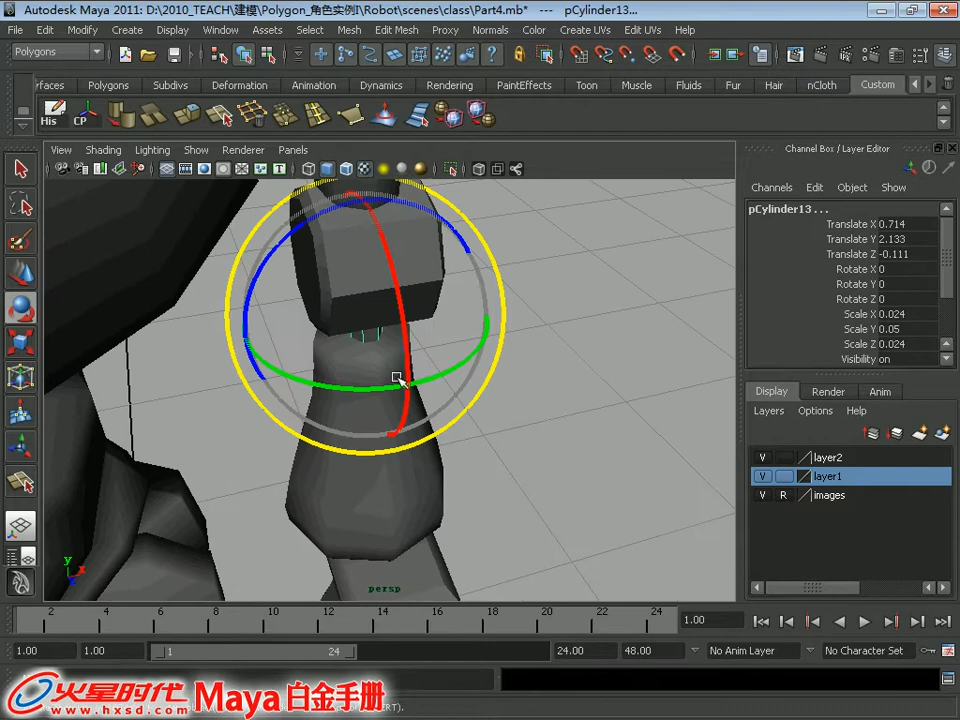 Autodesk Maya 2011: D:\2010_TEACH\建模\Polygon_角色实例\Robot\scenes\class\Part4.mb* --- pCylinder13...
File Edit Modify Create Display Window Assets Select Mesh Edit Mesh Proxy Normals Color Create UVs Edit UVs Help
Polygons
rfaces Polygons Subdivs Deformation Animation Dynamics Rendering PaintEffects Toon Muscle Fluids Fur Hair nCloth Custom
His CP
View Shading Lighting Show Renderer Panels
Channel Box / Layer Editor
Channels Edit Object Show
pCylinder13...
Translate X 0.714
Translate Y 2.133
Translate Z -0.111
Rotate X 0
Rotate Y 0
Rotate Z 0
Scale X 0.024
Scale Y 0.05
Scale Z 0.024
Visibility on
Display Render Anim
Layers Options Help
V layer2
V layer1
V R images
y x z
persp
2 4 6 8 10 12 14 16 18 20 22 24
1.00
1.00 1.00 1 24 24.00 48.00 No Anim Layer No Character Set
火星时代 Maya 白金手册
www.hxsd.com